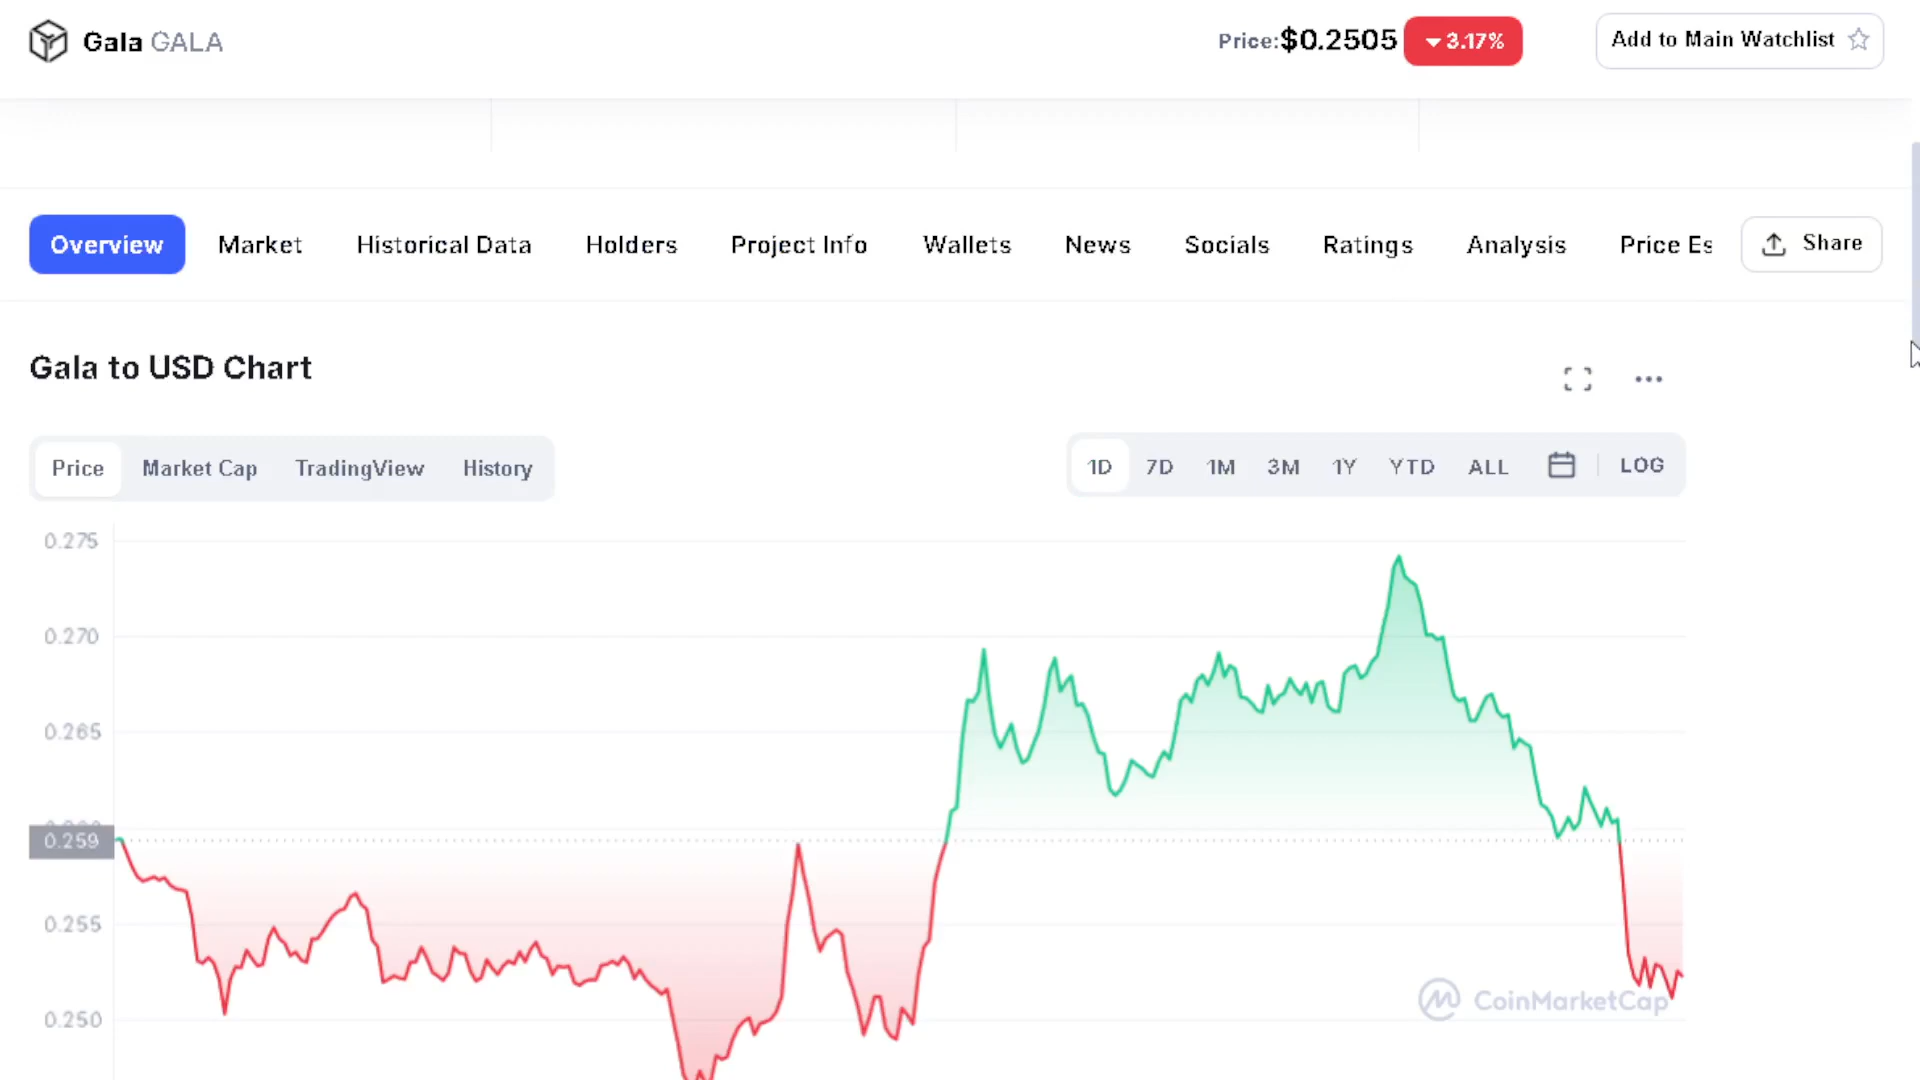 Gala GALA
Price:$0.2505 3.17%
Add to Main Watchlist
Overview Market Historical Data Holders Project Info Wallets News Socials Ratings Analysis Price Es Share
Gala to USD Chart
Price Market Cap TradingView History
1D 7D 1M 3M 1Y YTD ALL LOG
0.275
0.270
0.265
0.259
0.255
0.250
CoinMarketCap